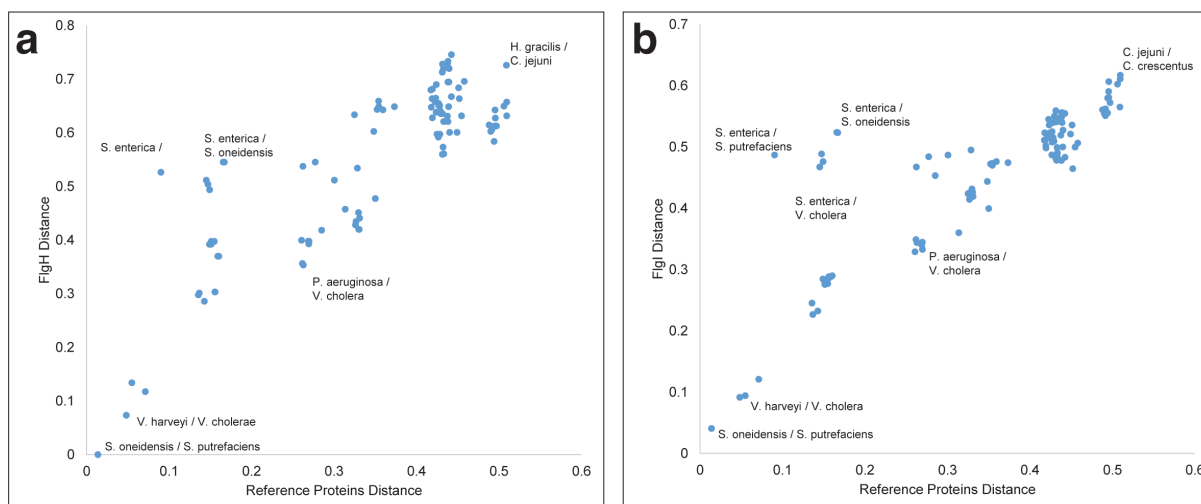 a
0.8
0.7
0.6
0.5
0.4
0.3
0.2
0.1
0
FlgH Distance
H. gracilis /
C. jejuni
S. enterica /
S. enterica /
S. oneidensis
P. aeruginosa /
V. cholera
V. harveyi / V. cholerae
S. oneidensis / S. putrefaciens
0 0.1 0.2 0.3 0.4 0.5 0.6
Reference Proteins Distance
b
0.7
0.6
0.5
0.4
0.3
0.2
0.1
0
FlgI Distance
C. jejuni /
C. crescentus
S. enterica /
S. oneidensis
S. enterica /
S. putrefaciens
S. enterica /
V. cholera
P. aeruginosa /
V. cholera
V. harveyi / V. cholera
S. oneidensis / S. putrefaciens
0 0.1 0.2 0.3 0.4 0.5 0.6
Reference Proteins Distance